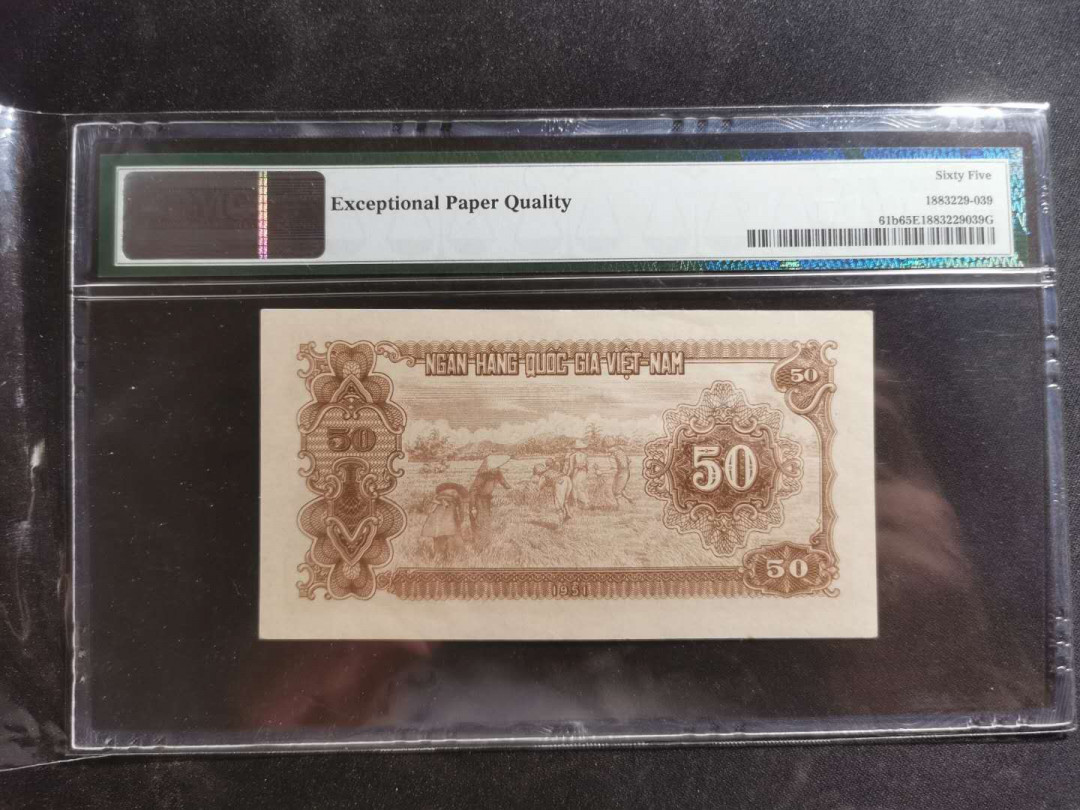 Exceptional Paper Quality
Sixty Five
1883229-039
61b65E1883229039G
PMG
NGÂN HÀNG QUỐC GIA VIỆT-NAM
50
50
50
50
1951